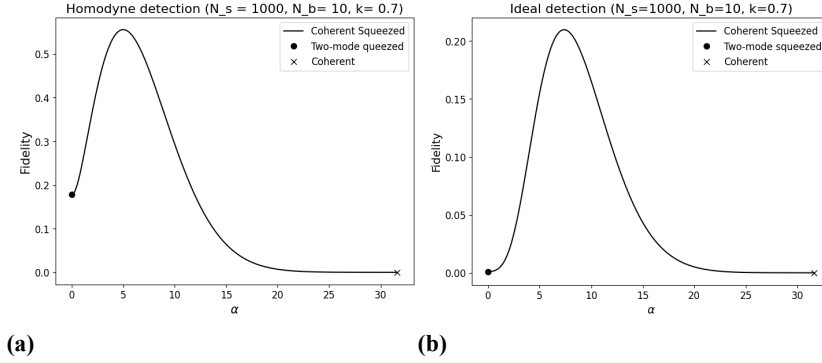 Homodyne detection (N_s = 1000, N_b= 10, k= 0.7)
Coherent Squeezed
Two-mode queezed
Coherent
Fidelity
0.5
0.4
0.3
0.2
0.1
0.0
0 5 10 15 20 25 30
α
(a)
Ideal detection (N_s=1000, N_b=10, k=0.7)
Coherent Squeezed
Two-mode squeezed
Coherent
Fidelity
0.20
0.15
0.10
0.05
0.00
0 5 10 15 20 25 30
α
(b)